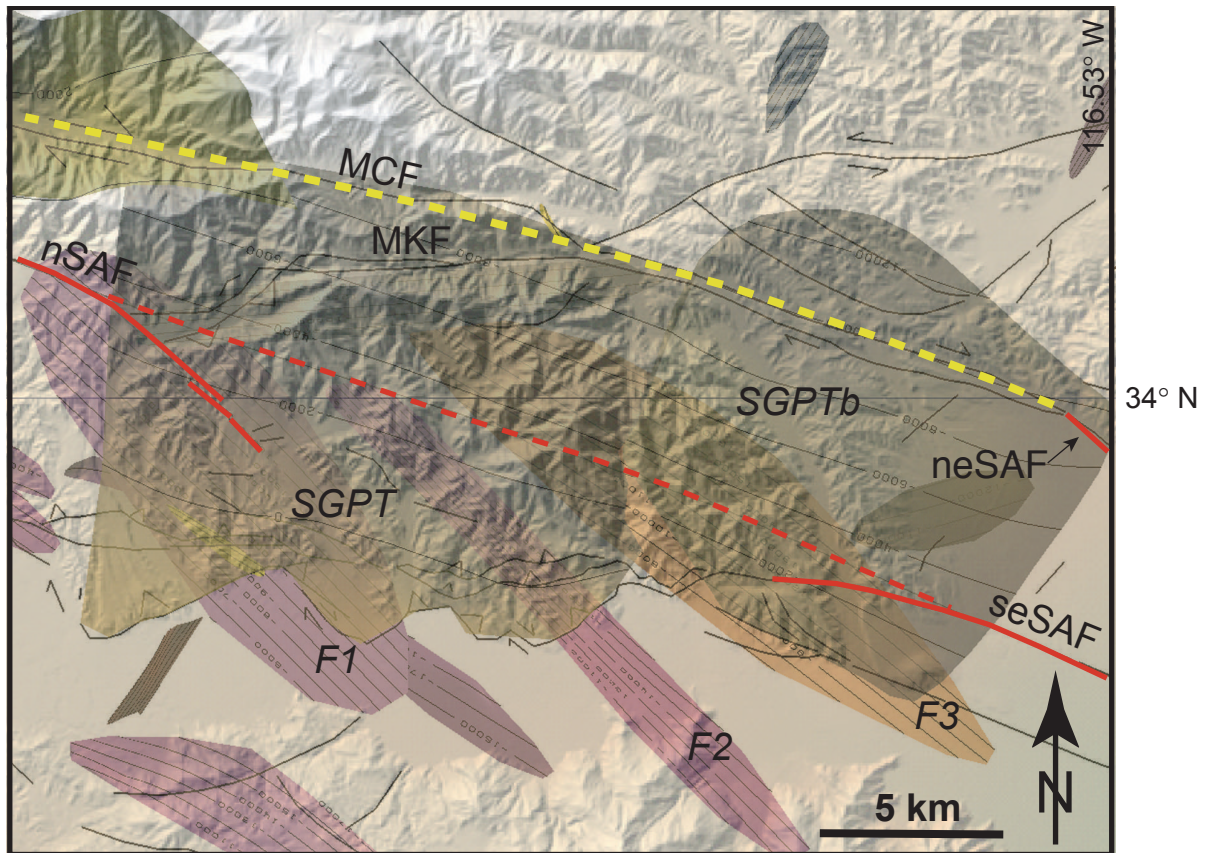 116.53° W
MCF
MKF
nSAF
34° N
SGPTb
neSAF
SGPT
seSAF
F1
F3
F2
5 km
N